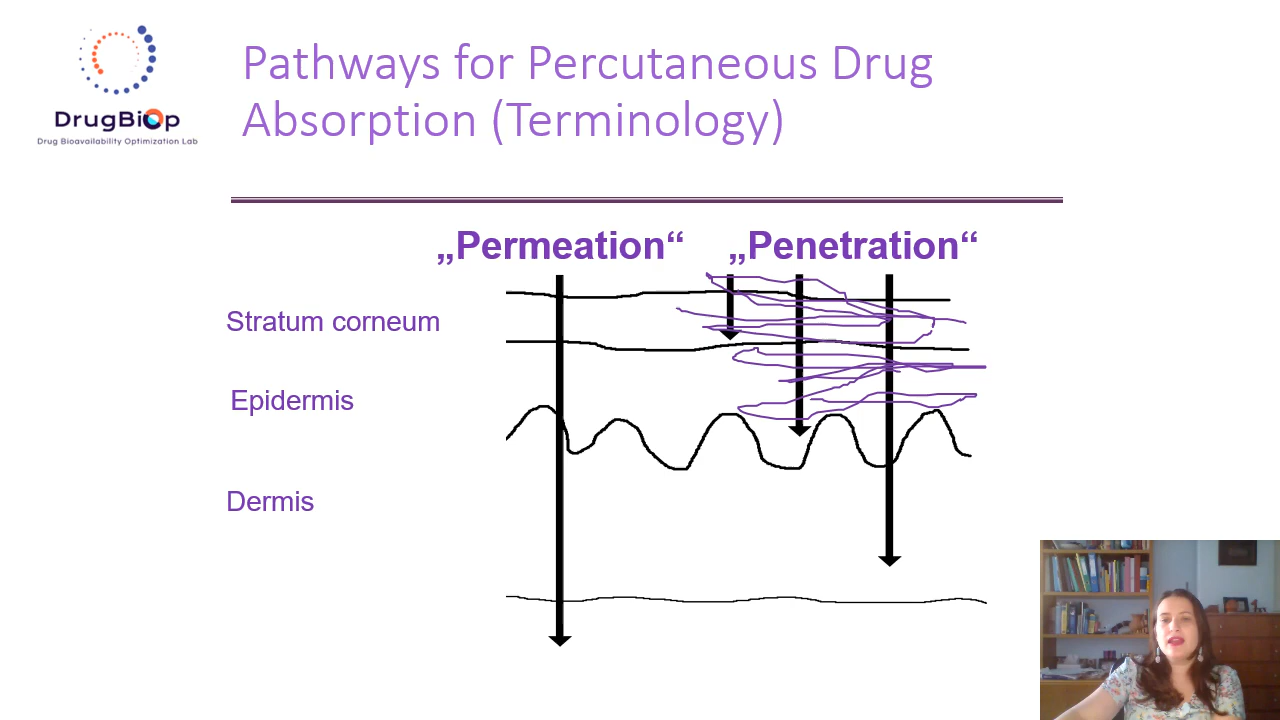 DrugBiOp
Drug Bioavailability Optimization Lab
Pathways for Percutaneous Drug
Absorption (Terminology)
„Permeation“ „Penetration“
Stratum corneum
Epidermis
Dermis